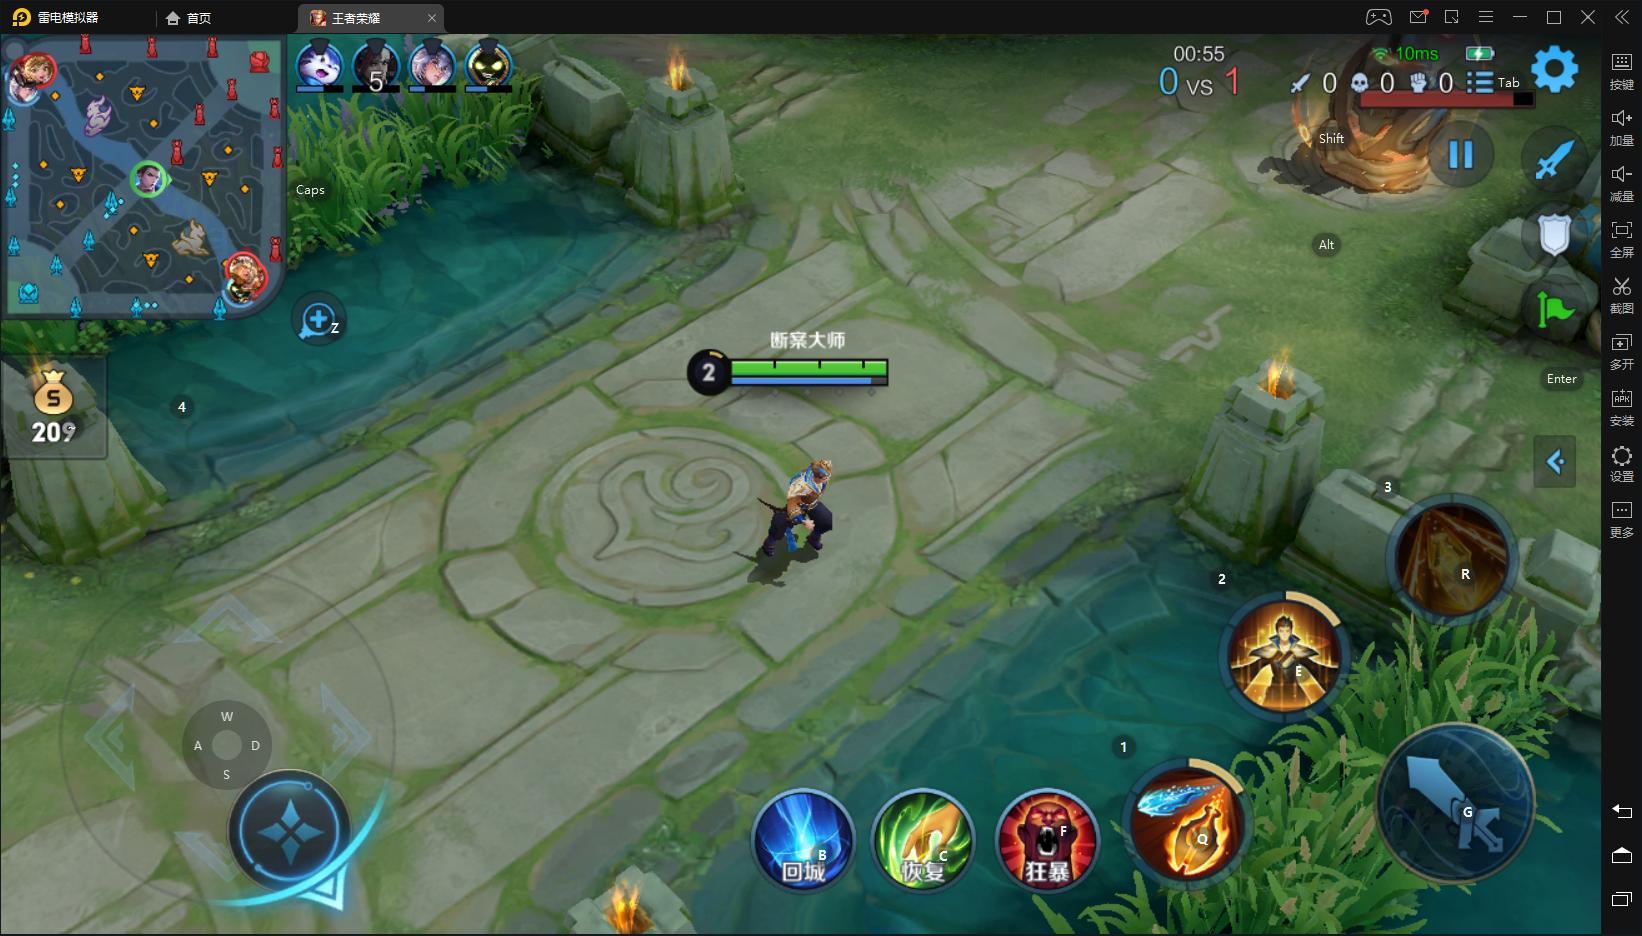 雷电模拟器
首页
王者荣耀
5
00:55
0 VS 1
10ms
0 0 0
Tab
Shift
Caps
Alt
Z
Enter
S
209
4
断案大师
2
3
R
2
E
1
W
A D
S
B
回城
C
恢复
F
狂暴
Q
G
按键
加量
减量
全屏
截图
多开
APK
安装
设置
更多